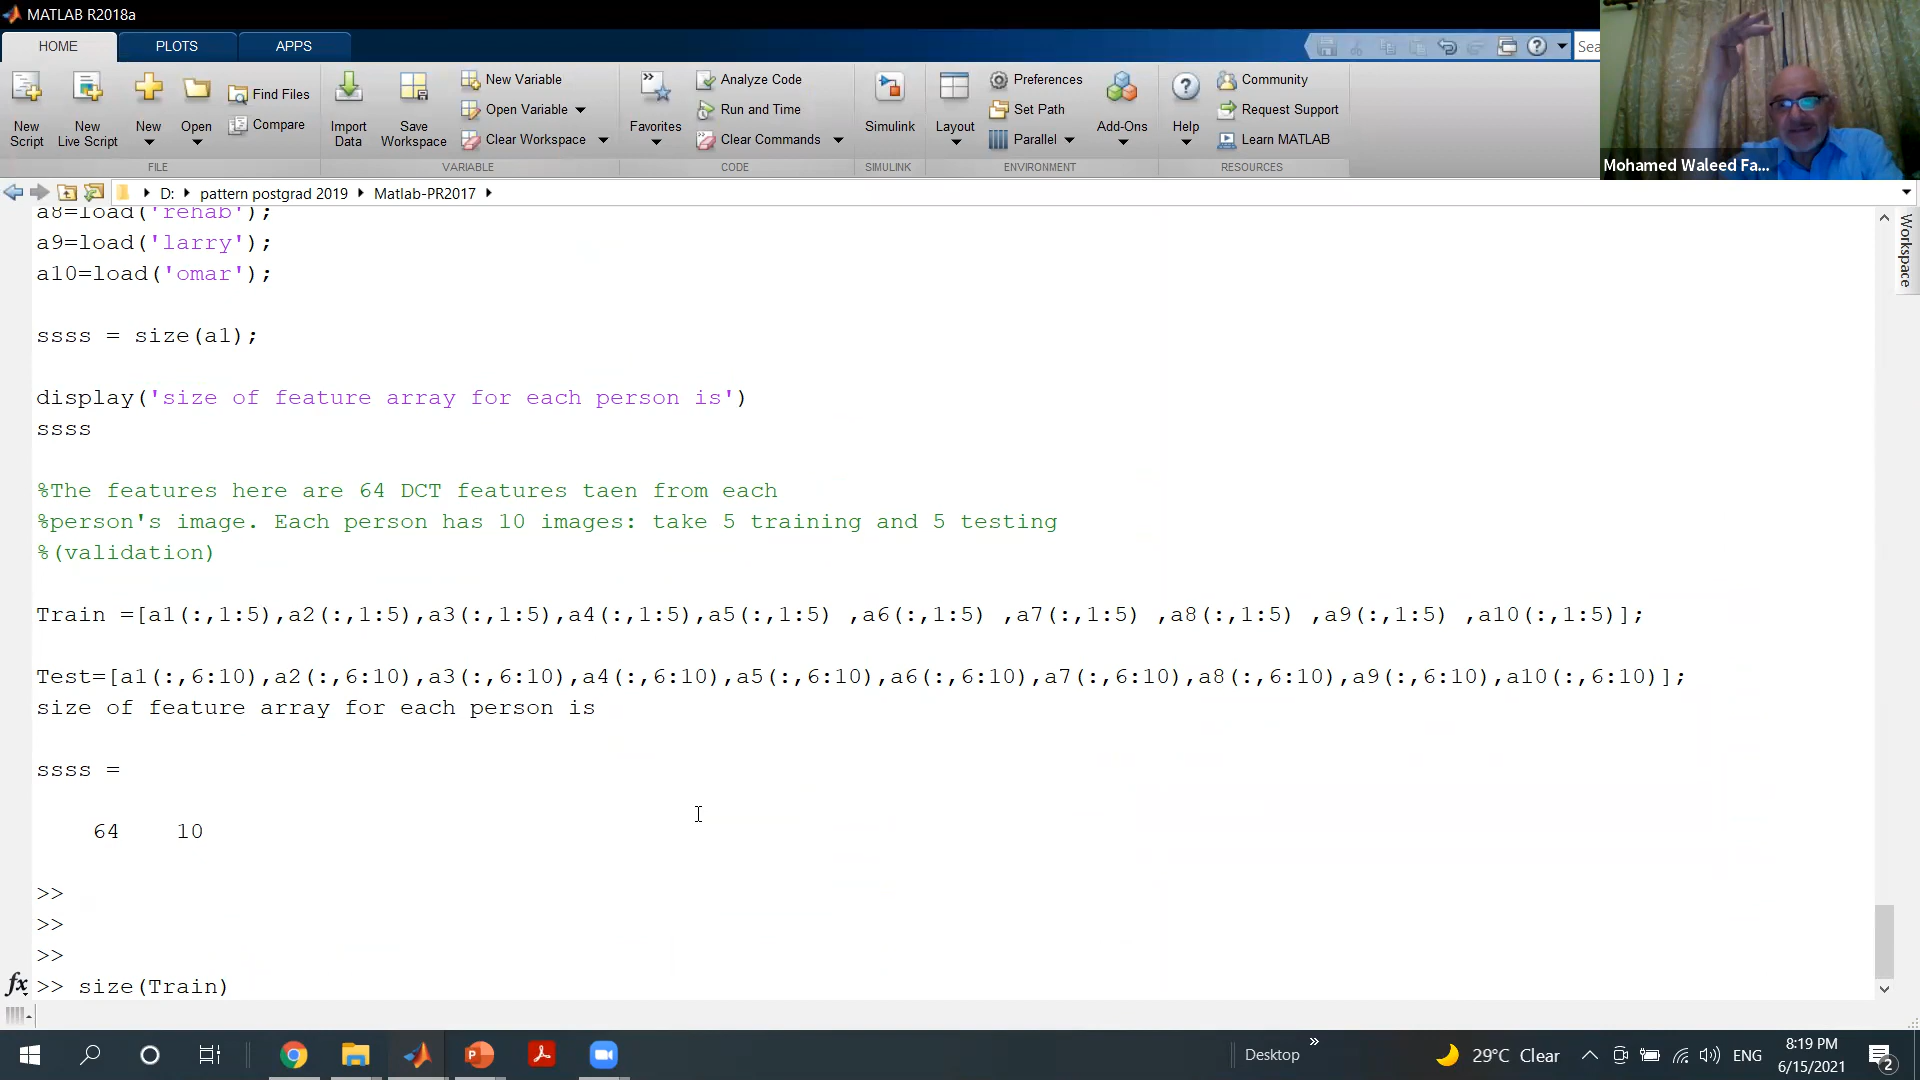 MATLAB R2018a
HOME PLOTS APPS
Sea
New Script
New Live Script
New
Open
Find Files
Compare
FILE
Import Data
Save Workspace
New Variable
Open Variable
Clear Workspace
VARIABLE
Favorites
Analyze Code
Run and Time
Clear Commands
CODE
Simulink
SIMULINK
Layout
Preferences
Set Path
Parallel
Add-Ons
ENVIRONMENT
Help
Community
Request Support
Learn MATLAB
RESOURCES
Mohamed Waleed Fa...
D: pattern postgrad 2019 Matlab-PR2017
Workspace
a8=load('rehab');
a9=load('larry');
a10=load('omar');
ssss = size(a1);
display('size of feature array for each person is')
ssss
%The features here are 64 DCT features taen from each
%person's image. Each person has 10 images: take 5 training and 5 testing
%(validation)
Train =[a1(:,1:5),a2(:,1:5),a3(:,1:5),a4(:,1:5),a5(:,1:5) ,a6(:,1:5) ,a7(:,1:5) ,a8(:,1:5) ,a9(:,1:5) ,a10(:,1:5)];
Test=[a1(:,6:10),a2(:,6:10),a3(:,6:10),a4(:,6:10),a5(:,6:10),a6(:,6:10),a7(:,6:10),a8(:,6:10),a9(:,6:10),a10(:,6:10)];
size of feature array for each person is
ssss =
64 10
>>
>>
>>
fx >> size(Train)
Desktop
29°C Clear
ENG
8:19 PM
6/15/2021
2